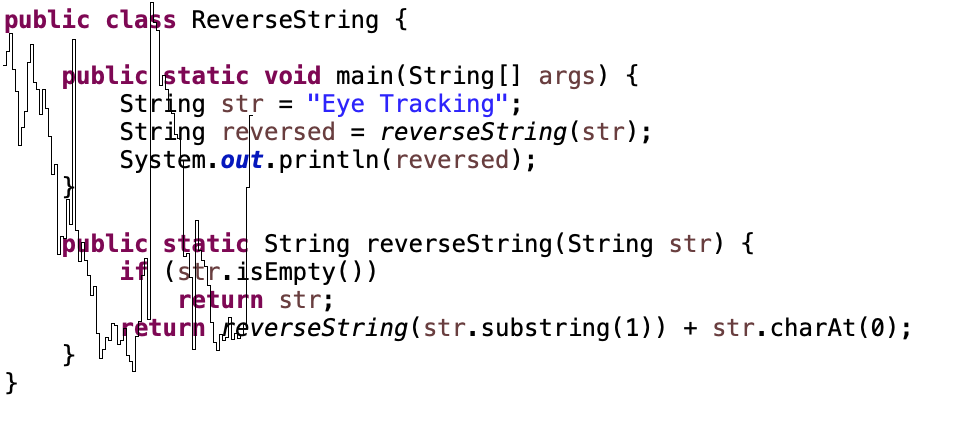 public class ReverseString {
public static void main(String[] args) {
String str = "Eye Tracking";
String reversed = reverseString(str);
System.out.println(reversed);
}
public static String reverseString(String str) {
if (str.isEmpty())
return str;
return reverseString(str.substring(1)) + str.charAt(0);
}
}